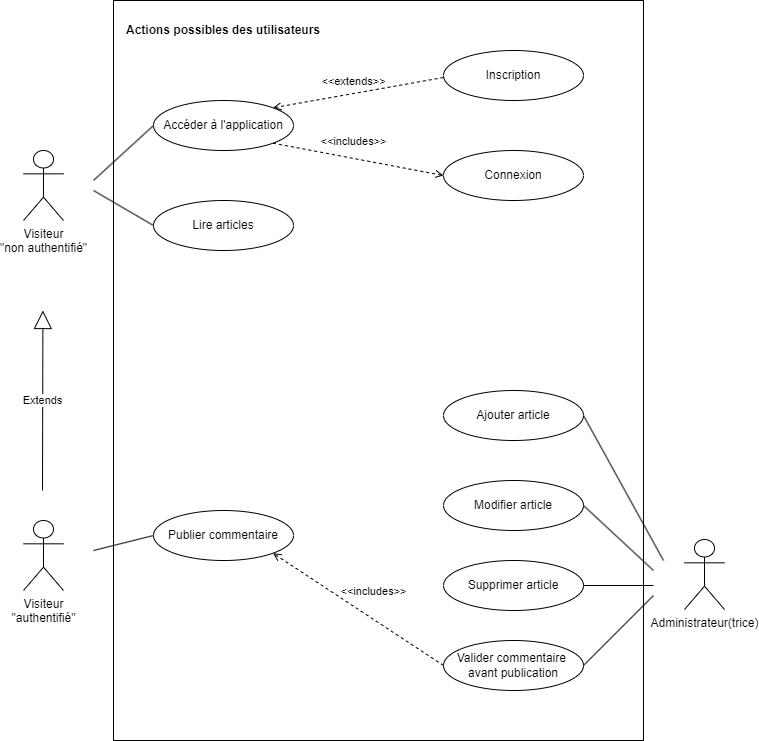 Actions possibles des utilisateurs
Inscription
<<extends>>
Accéder à l'application
<<includes>>
Connexion
Lire articles
Visiteur
"non authentifié"
Extends
Ajouter article
Modifier article
Publier commentaire
Supprimer article
<<includes>>
Visiteur
"authentifié"
Administrateur(trice)
Valider commentaire
avant publication